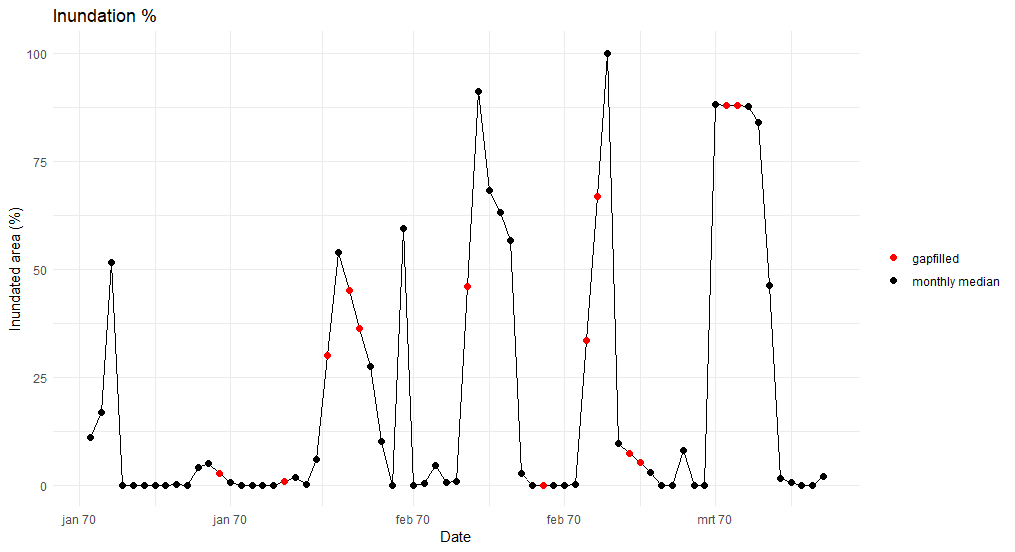 Inundation %
100
75
50
25
0
Inundated area (%)
jan 70
jan 70
feb 70
feb 70
mrt 70
Date
gapfilled
monthly median